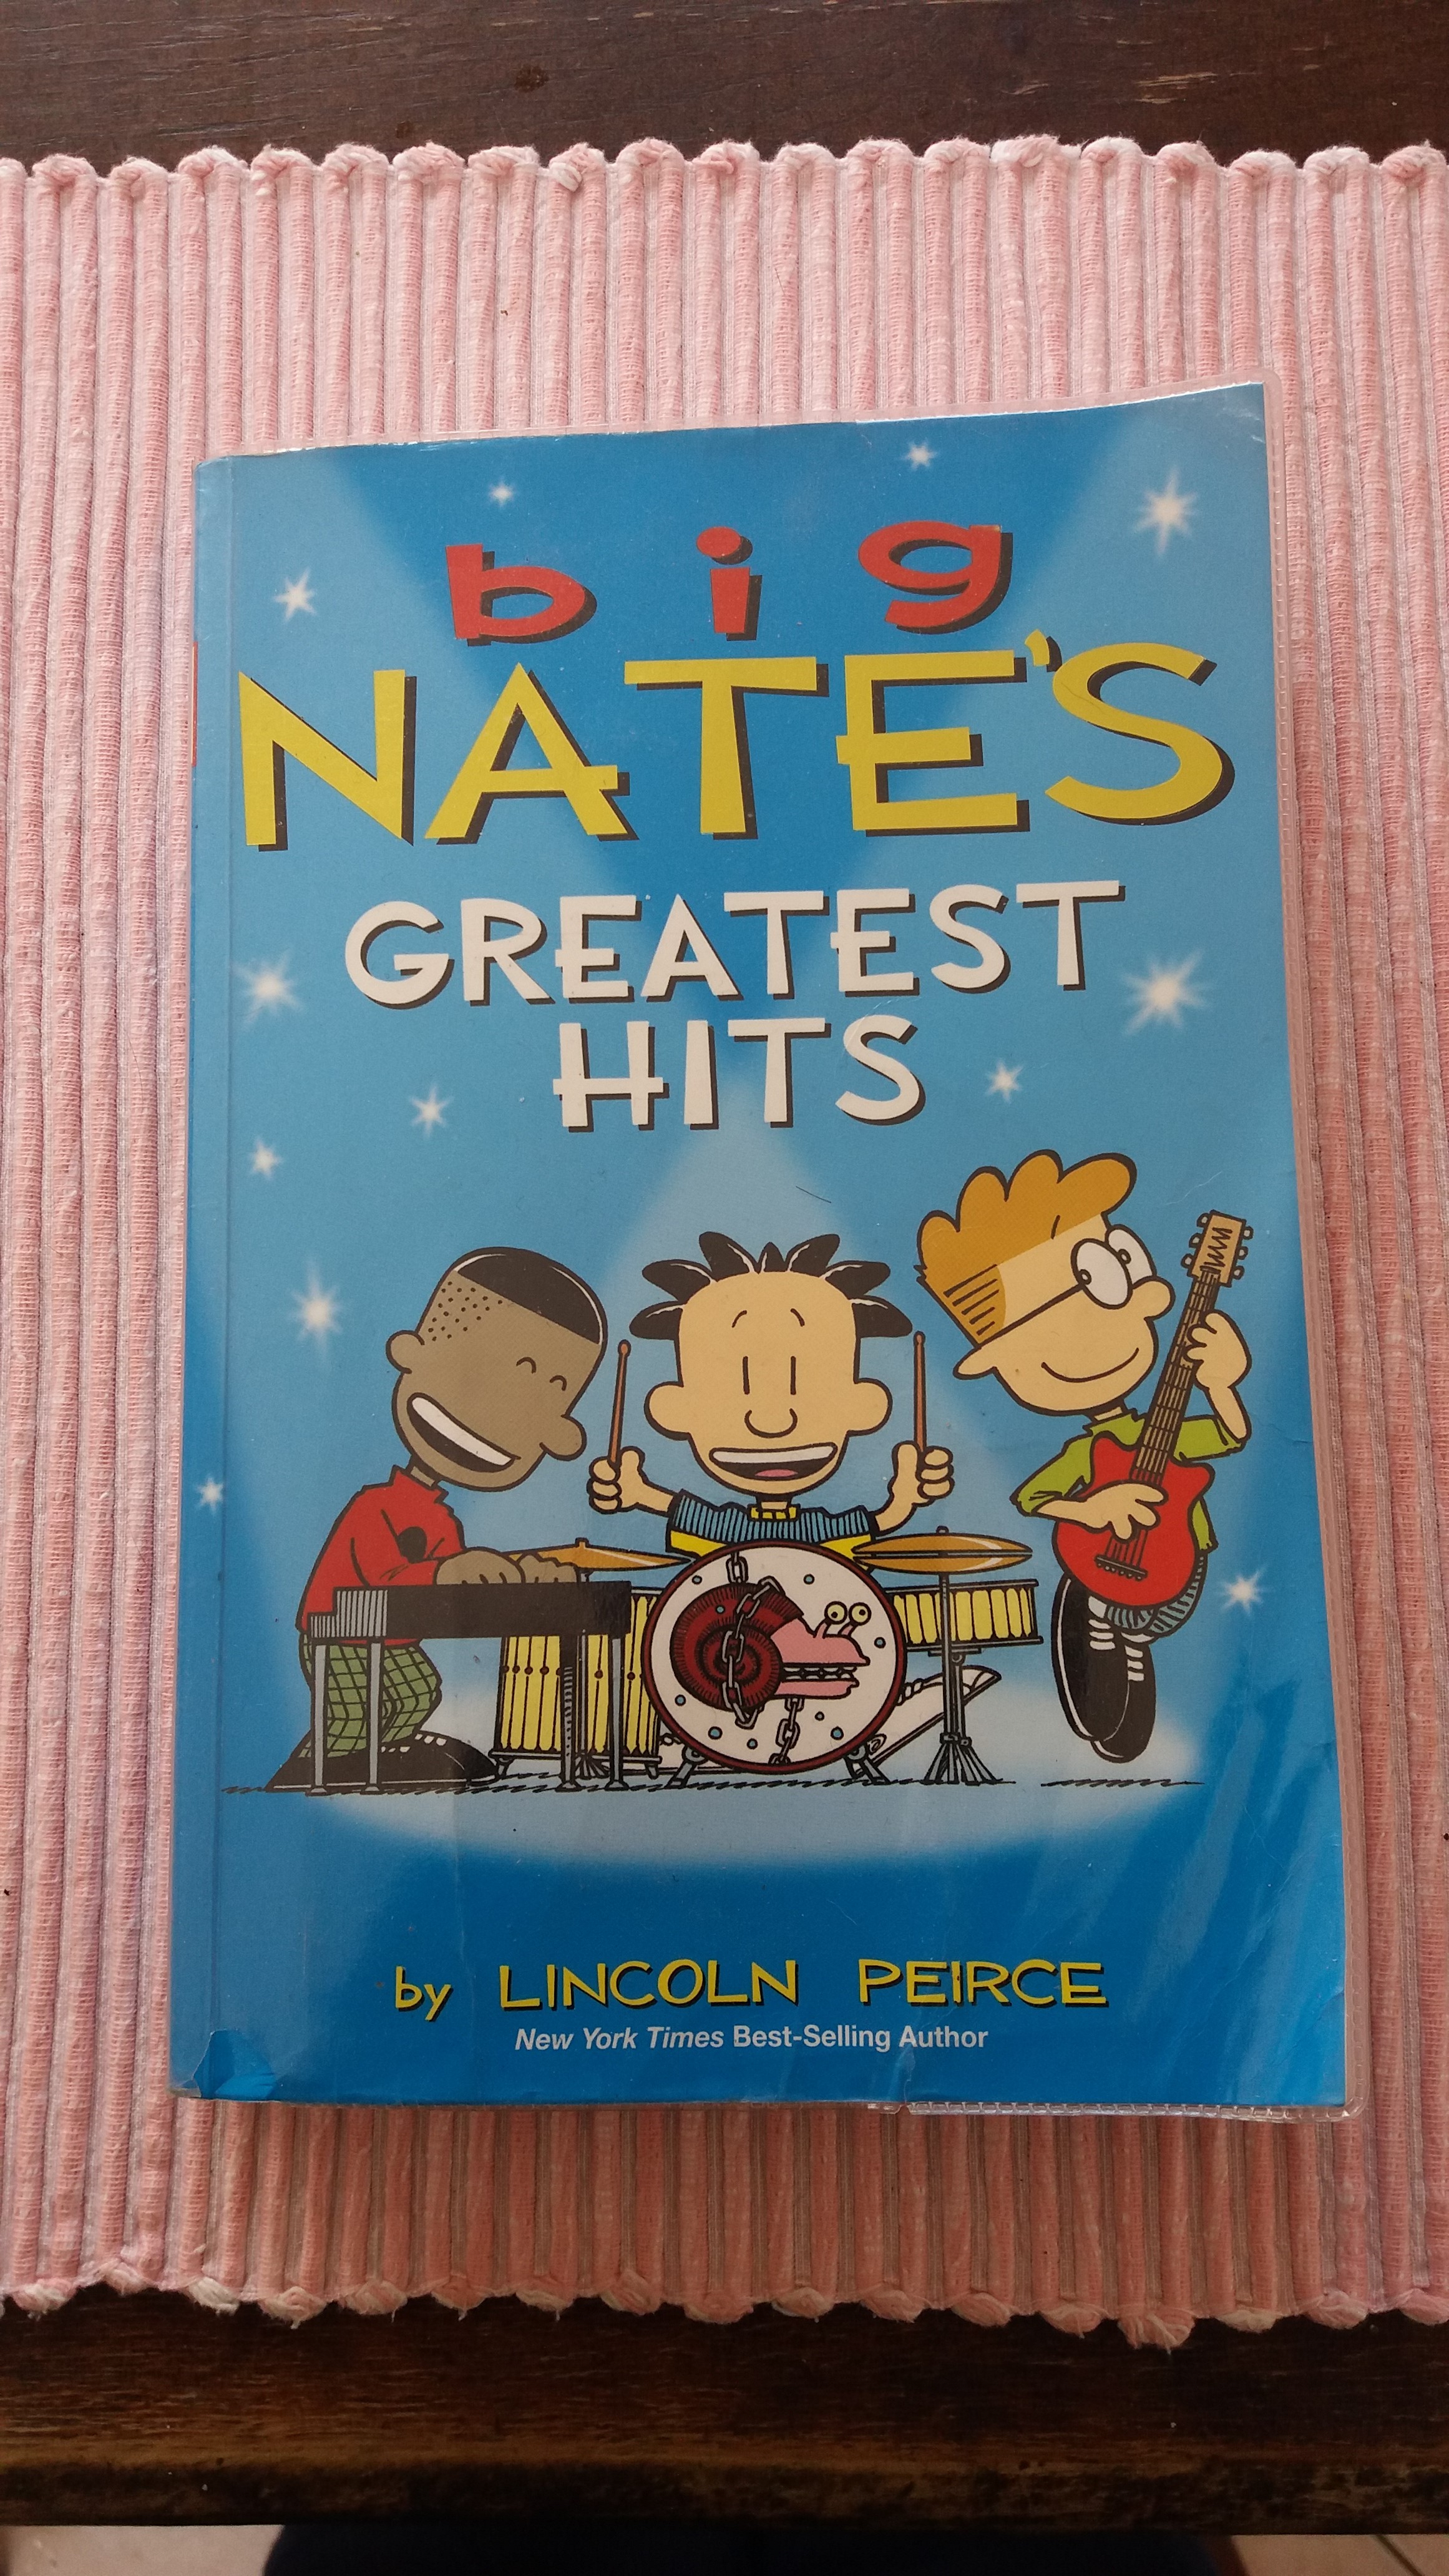 big
NATE'S
GREATEST
HITS
by LINCOLN PEIRCE
New York Times Best-Selling Author